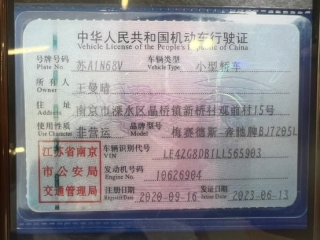 中华人民共和国机动车行驶证
Vehicle License of the People's Republic of China
号牌号码 苏A1N68V 车辆类型 小型轿车
Plate No. Vehicle Type
所有人 王曼晴
Owner
住址 南京市溧水区晶桥镇新桥村观前村15号
Address
使用性质 非营运 品牌型号 梅赛德斯-奔驰牌BJ7205L
Use Character Model
江苏省南京市公安局交通管理局
车辆识别代号 LE4ZG8DB1LL565903
VIN
发动机号码 10626904
Engine No.
注册日期 2020-09-16 发证日期 2023-06-13
Register Date Issue Date